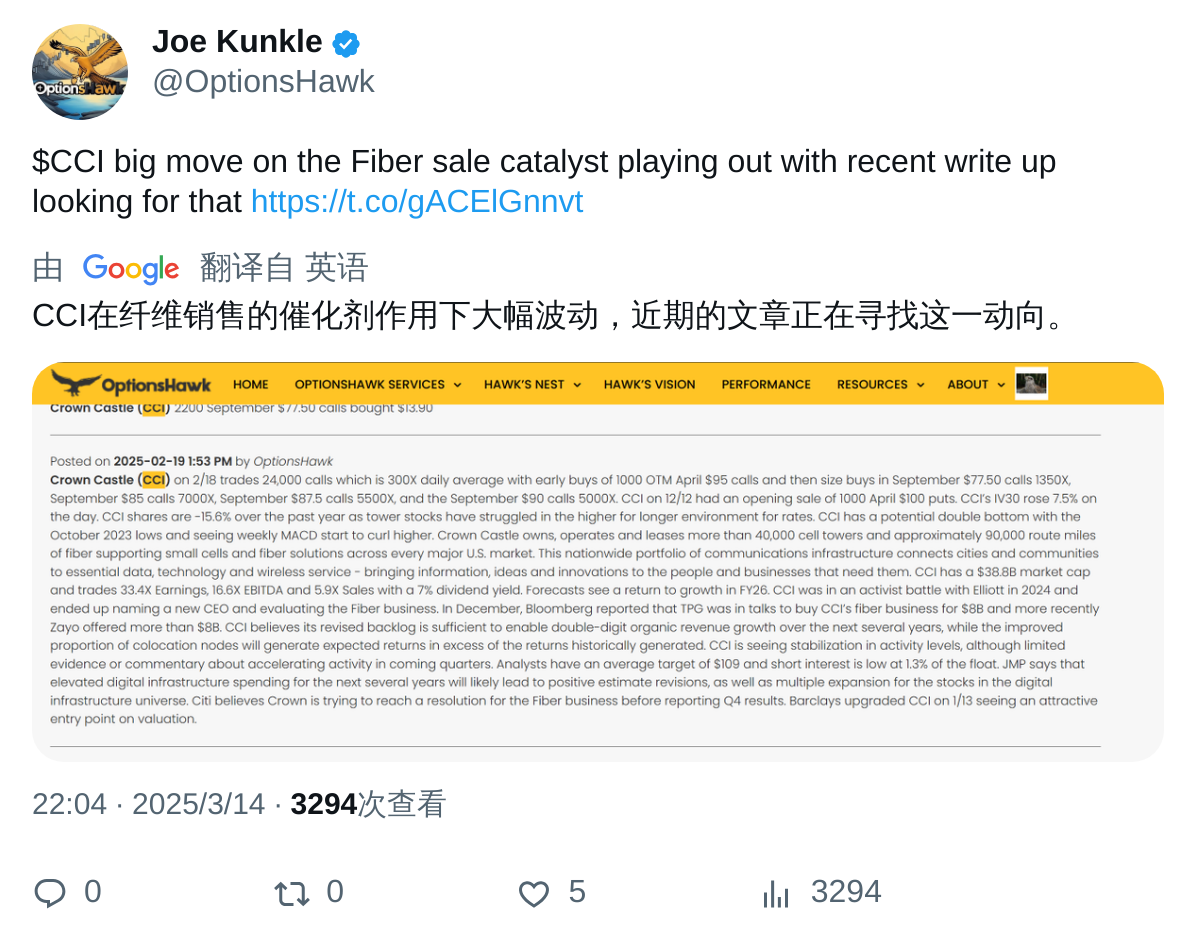 Joe Kunkle
@OptionsHawk
OptionsHawk
$CCI big move on the Fiber sale catalyst playing out with recent write up
looking for that https://t.co/gACElGnnvt
由 Google 翻译自 英语
CCI在纤维销售的催化剂作用下大幅波动，近期的文章正在寻找这一动向。
OptionsHawk HOME OPTIONSHAWK SERVICES HAWK'S NEST HAWK'S VISION PERFORMANCE RESOURCES ABOUT
Crown Castle (CCI) 2200 September $77.50 calls bought $13.90
Posted on 2025-02-19 1:53 PM by OptionsHawk
Crown Castle (CCI) on 2/18 trades 24,000 calls which is 300X daily average with early buys of 1000 OTM April $95 calls and then size buys in September $77.50 calls 1350X,
September $85 calls 7000X, September $87.5 calls 5500X, and the September $90 calls 5000X. CCI on 12/12 had an opening sale of 1000 April $100 puts. CCI's IV30 rose 7.5% on
the day. CCI shares are -15.6% over the past year as tower stocks have struggled in the higher for longer environment for rates. CCI has a potential double bottom with the
October 2023 lows and seeing weekly MACD start to curl higher. Crown Castle owns, operates and leases more than 40,000 cell towers and approximately 90,000 route miles
of fiber supporting small cells and fiber solutions across every major U.S. market. This nationwide portfolio of communications infrastructure connects cities and communities
to essential data, technology and wireless service - bringing information, ideas and innovations to the people and businesses that need them. CCI has a $38.8B market cap
and trades 33.4X Earnings, 16.6X EBITDA and 5.9X Sales with a 7% dividend yield. Forecasts see a return to growth in FY26. CCI was in an activist battle with Elliott in 2024 and
ended up naming a new CEO and evaluating the Fiber business. In December, Bloomberg reported that TPG was in talks to buy CCI's fiber business for $8B and more recently
Zayo offered more than $8B. CCI believes its revised backlog is sufficient to enable double-digit organic revenue growth over the next several years, while the improved
proportion of colocation nodes will generate expected returns in excess of the returns historically generated. CCI is seeing stabilization in activity levels, although limited
evidence or commentary about accelerating activity in coming quarters. Analysts have an average target of $109 and short interest is low at 1.3% of the float. JMP says that
elevated digital infrastructure spending for the next several years will likely lead to positive estimate revisions, as well as multiple expansion for the stocks in the digital
infrastructure universe. Citi believes Crown is trying to reach a resolution for the Fiber business before reporting Q4 results. Barclays upgraded CCI on 1/13 seeing an attractive
entry point on valuation.
22:04 · 2025/3/14 · 3294次查看
0 0 5 3294